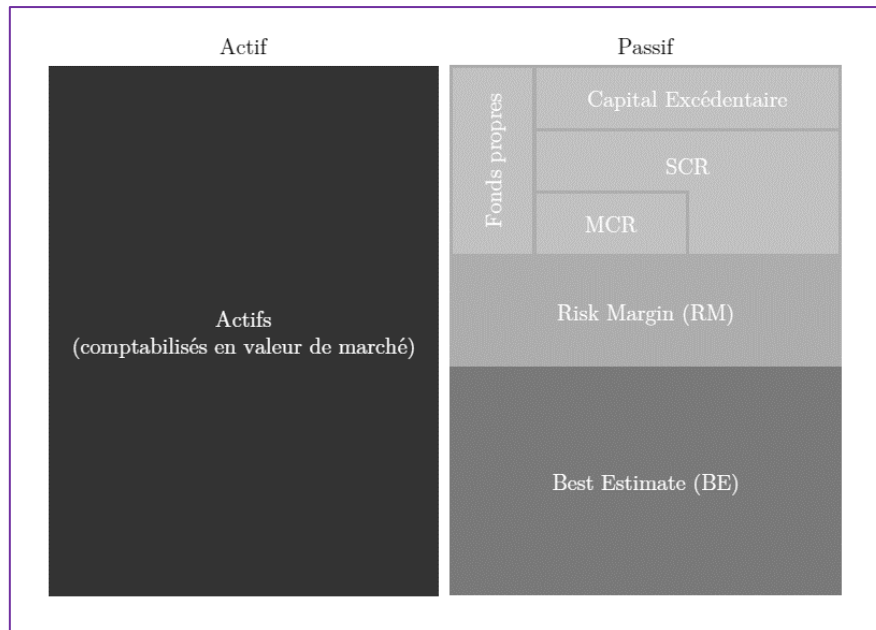 Actif
Passif
Actifs
(comptabilisés en valeur de marché)
Fonds propres
Capital Excédentaire
SCR
MCR
Risk Margin (RM)
Best Estimate (BE)